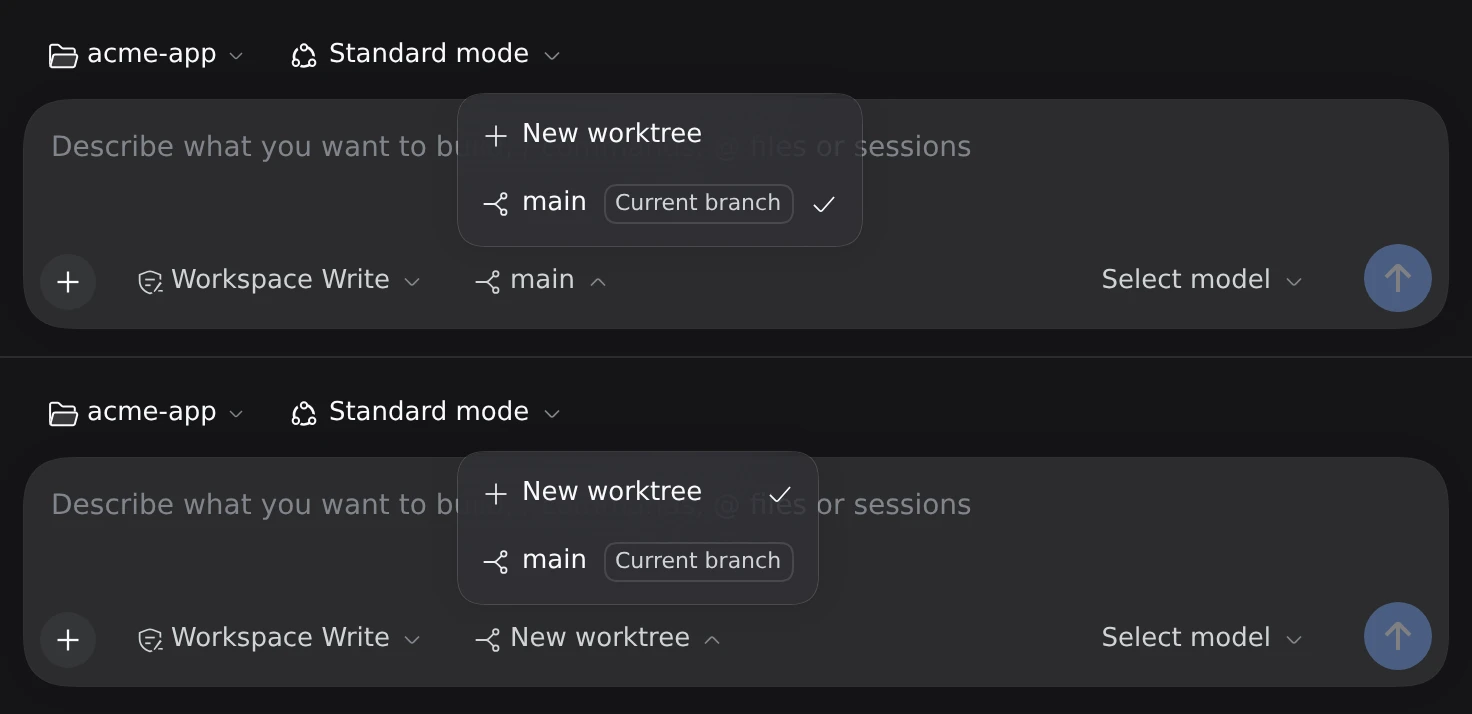 acme-app Standard mode
New worktree
Describe what you want to files or sessions
main Current branch
Workspace Write main Select model
acme-app Standard mode
New worktree
Describe what you want to @ files or sessions
main Current branch
Workspace Write New worktree Select model